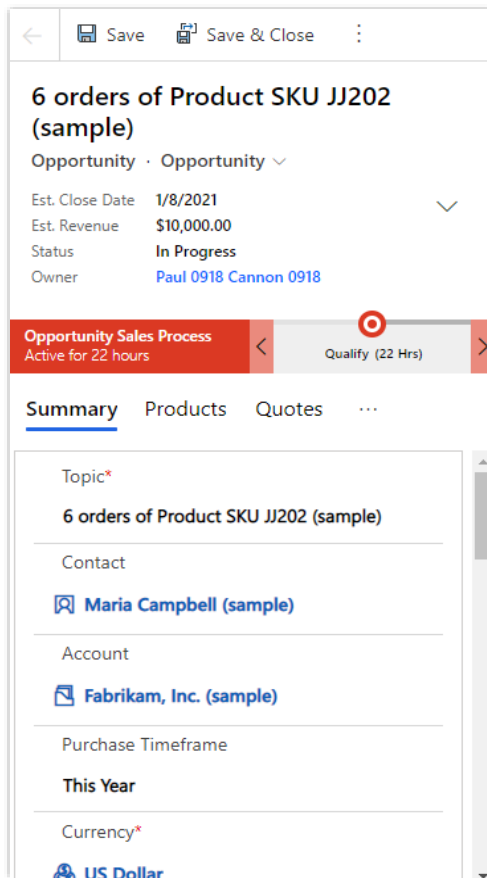 Save
Save & Close
6 orders of Product SKU JJ202
(sample)
Opportunity · Opportunity
Est. Close Date 1/8/2021
Est. Revenue $10,000.00
Status In Progress
Owner Paul 0918 Cannon 0918
Opportunity Sales Process
Active for 22 hours
Qualify (22 Hrs)
Summary Products Quotes ...
Topic*
6 orders of Product SKU JJ202 (sample)
Contact
Maria Campbell (sample)
Account
Fabrikam, Inc. (sample)
Purchase Timeframe
This Year
Currency*
US Dollar